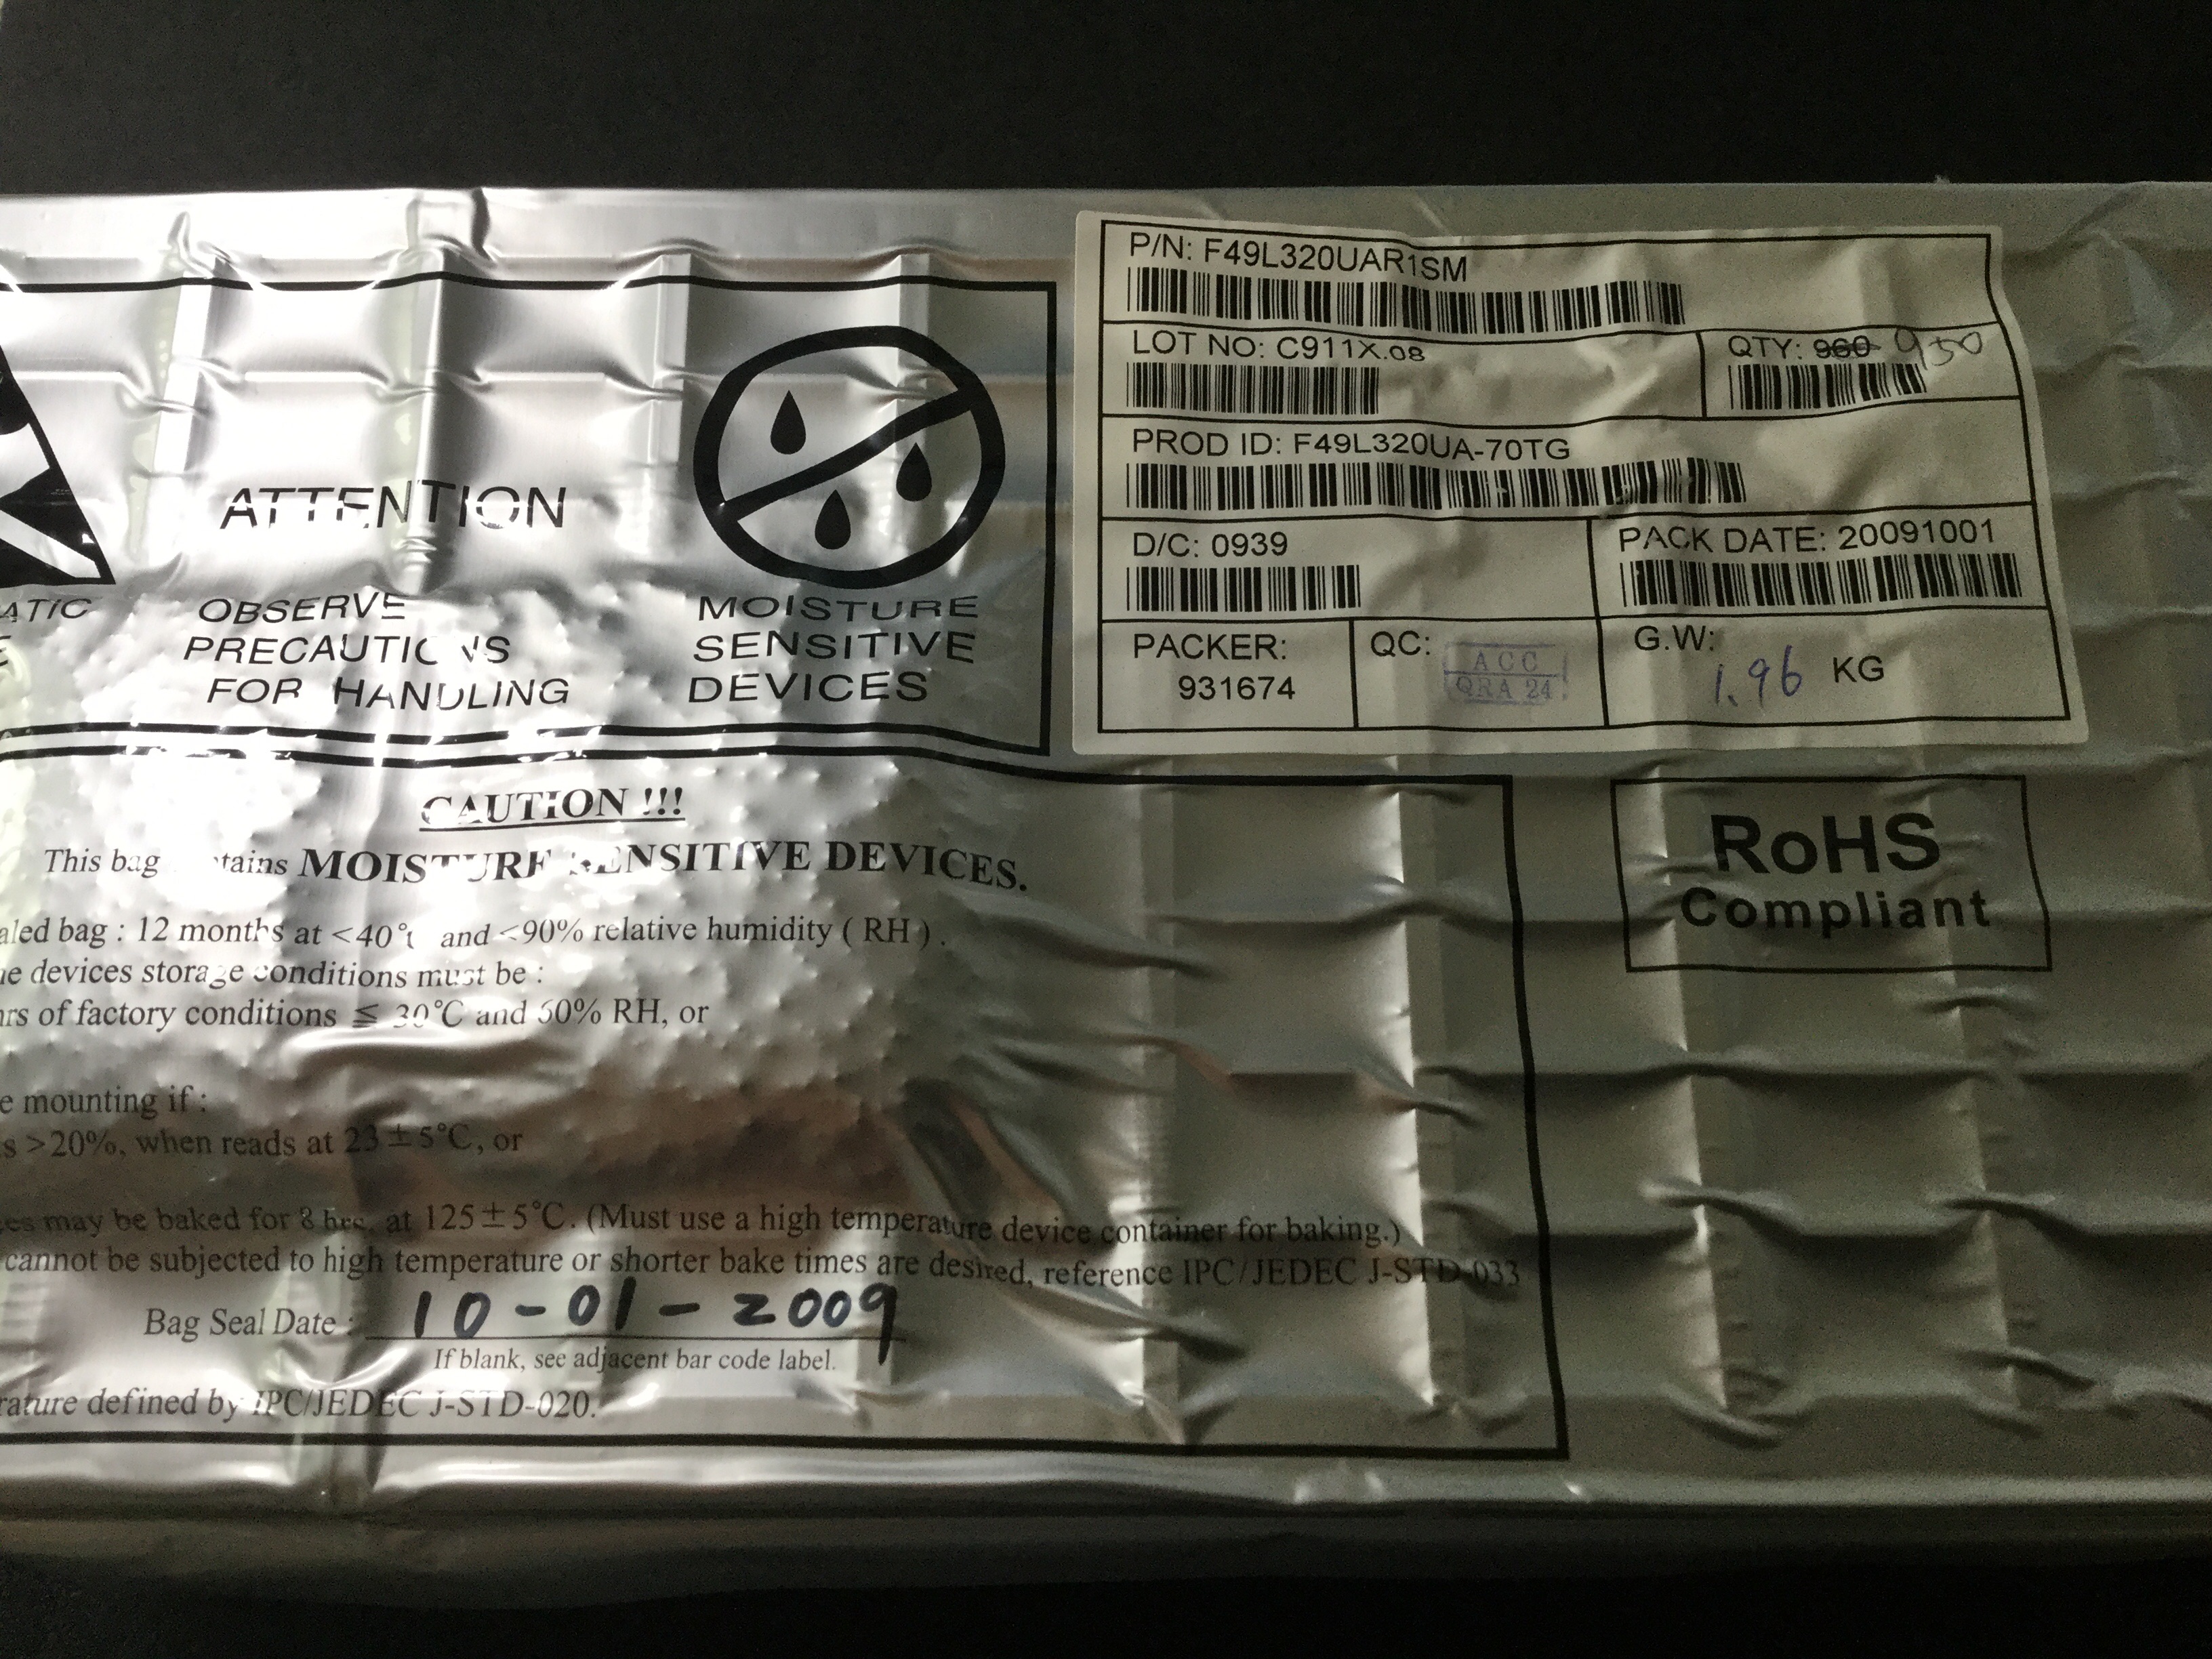 ATIC
ATTENTION
OBSERVE
PRECAUTIONS
FOR HANDLING
MOISTURE
SENSITIVE
DEVICES
P/N: F49L320UAR1SM
LOT NO: C911X.08
QTY: 960 950
PROD ID: F49L320UA-70TG
D/C: 0939
PACK DATE: 20091001
PACKER:
931674
QC:
ACC
QRA 24
G.W:
1.96 KG
RoHS
Compliant
CAUTION !!!
This bag contains MOISTURE SENSITIVE DEVICES.
aled bag : 12 months at <40℃ and <90% relative humidity ( RH ) .
e devices storage conditions must be :
rs of factory conditions ≦ 30℃ and 60% RH, or
e mounting if :
s >20%, when reads at 23±5℃, or
es may be baked for 8 hrs. at 125±5℃. (Must use a high temperature device container for baking.)
cannot be subjected to high temperature or shorter bake times are desired, reference IPC/JEDEC J-STD-033
Bag Seal Date : 10-01-2009
If blank, see adjacent bar code label.
rature defined by IPC/JEDEC J-STD-020.